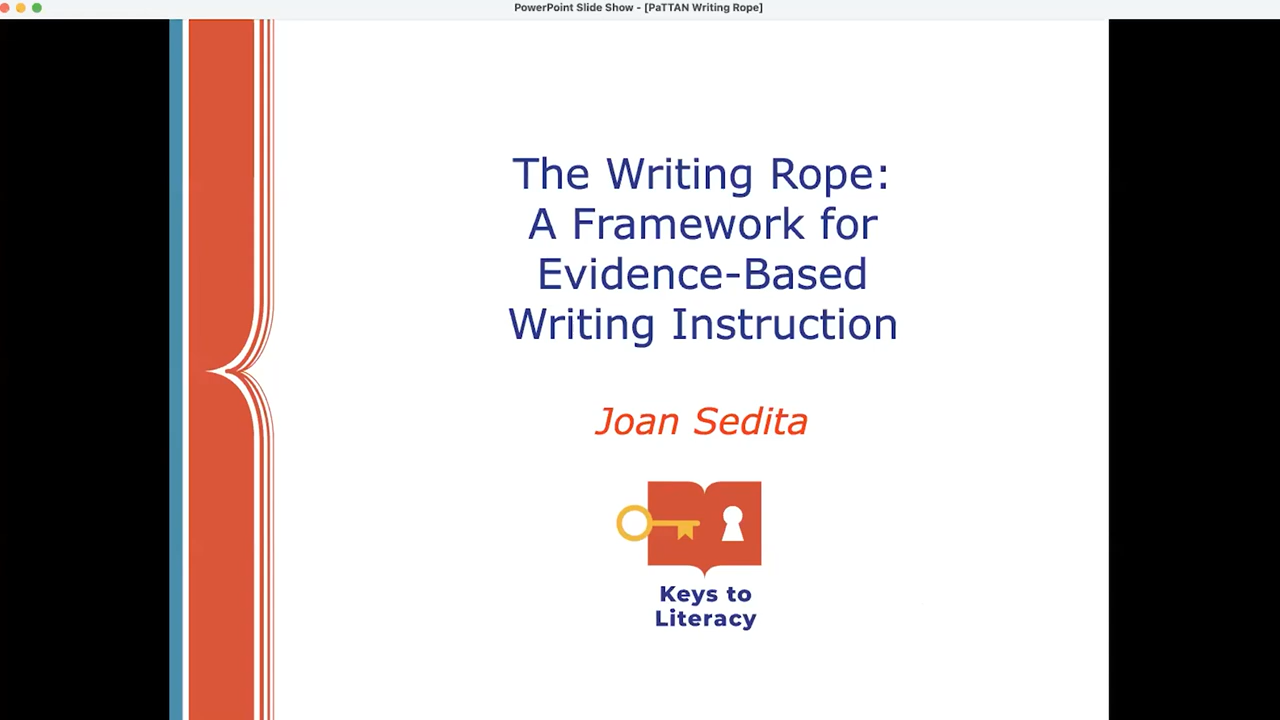 PowerPoint Slide Show - [PaTTAN Writing Rope]
The Writing Rope:
A Framework for
Evidence-Based
Writing Instruction
Joan Sedita
Keys to
Literacy